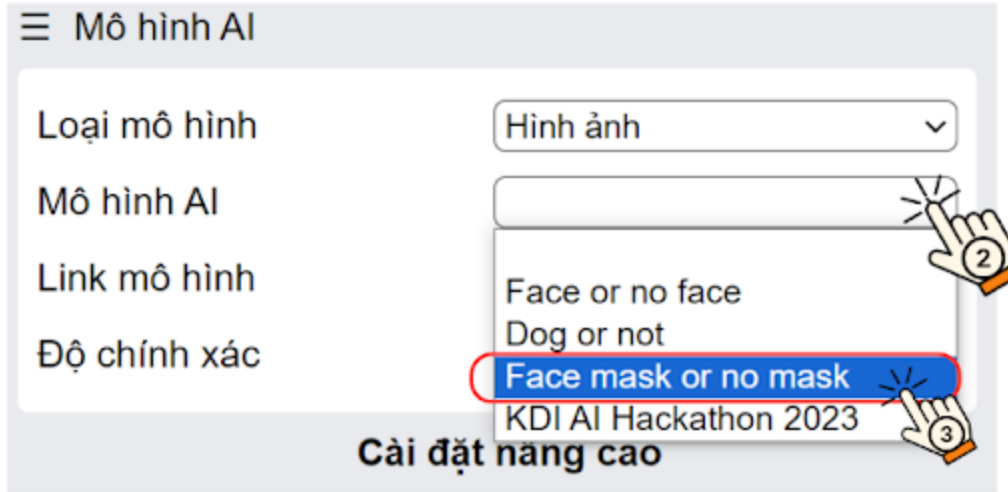 ☰ Mô hình AI
Loại mô hình
Hình ảnh
Mô hình AI
2
Link mô hình
Face or no face
Dog or not
Độ chính xác
Face mask or no mask
KDI AI Hackathon 2023
3
Cài đặt nâng cao